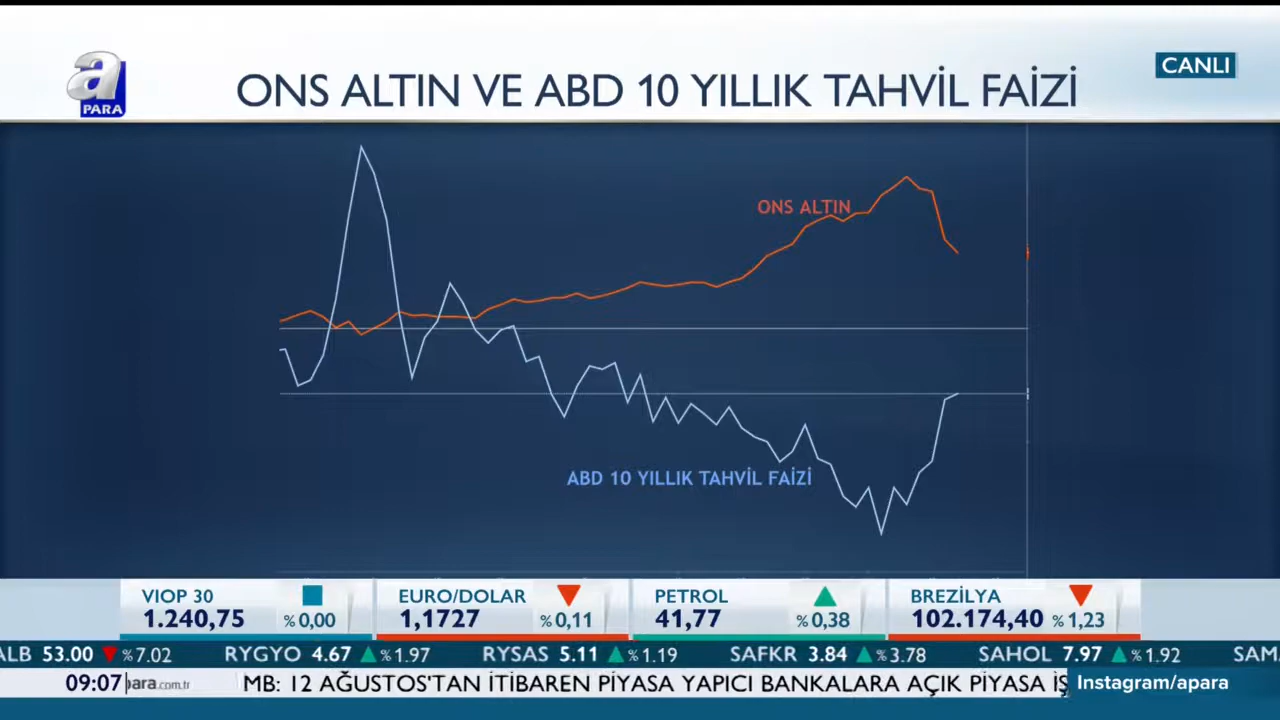 a
PARA
ONS ALTIN VE ABD 10 YILLIK TAHVİL FAİZİ
CANLI
ONS ALTIN
ABD 10 YILLIK TAHVİL FAİZİ
VIOP 30
1.240,75 %0,00
EURO/DOLAR
1,1727 %0,11
PETROL
41,77 %0,38
BREZİLYA
102.174,40 %1,23
ALB 53.00 %7.02 RYGYO 4.67 %1.97 RYSAS 5.11 %1.19 SAFKR 3.84 %3.78 SAHOL 7.97 %1.92 SAM
09:07 para.com.tr MB: 12 AĞUSTOS'TAN İTİBAREN PİYASA YAPICI BANKALARA AÇIK PİYASA İŞ Instagram/apara